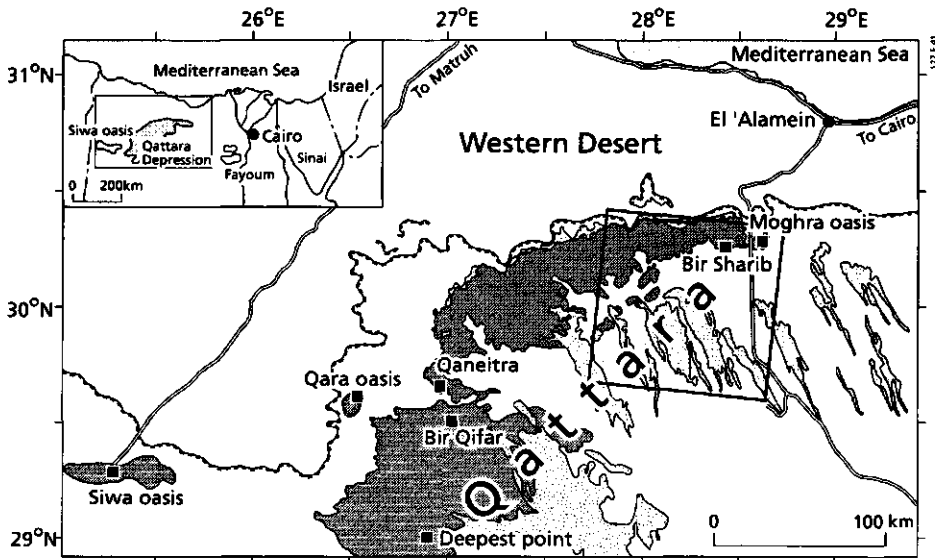 26°E
27°E
28°E
29°E
31°N
30°N
29°N
Mediterranean Sea
Israel
Siwa oasis
Qattara
Depression
Cairo
Sinai
Fayoum
0 200km
To Matruh
Mediterranean Sea
El 'Alamein
To Cairo
Western Desert
Moghra oasis
Bir Sharib
Qara oasis
Qaneitra
Bir Qifar
Qattara
Siwa oasis
Deepest point
0 100 km